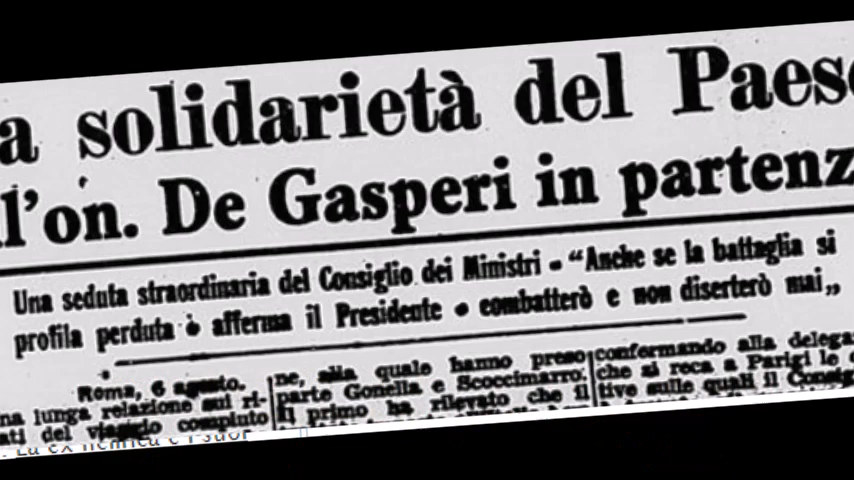 a solidarietà del Paese
l'on. De Gasperi in partenz
Una seduta straordinaria del Consiglio dei Ministri - “Anche se la battaglia si
profila perduta - afferma il Presidente - combatterò e non diserterò mai„
Roma, 6 agosto.
na lunga relazione sui ri-
ati del viaggio compiuto
ne, alla quale hanno preso
parte Gonella e Scoccimarro.
Il primo ha rilevato che il
confermando alla delega
che si reca a Parigi le
tive sulle quali il Consig